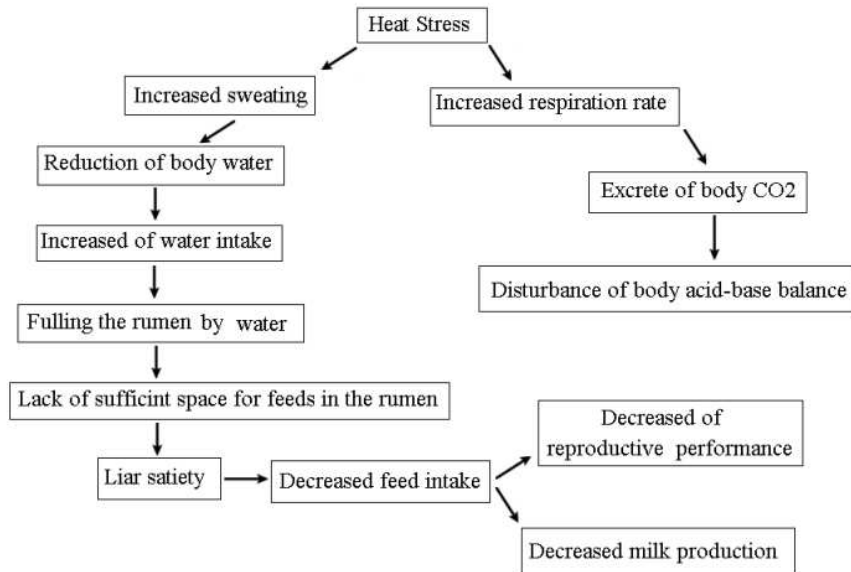 Heat Stress
Increased sweating
Increased respiration rate
Reduction of body water
Excrete of body CO2
Increased of water intake
Disturbance of body acid-base balance
Fulling the rumen by water
Lack of sufficint space for feeds in the rumen
Decreased of
reproductive performance
Liar satiety
Decreased feed intake
Decreased milk production